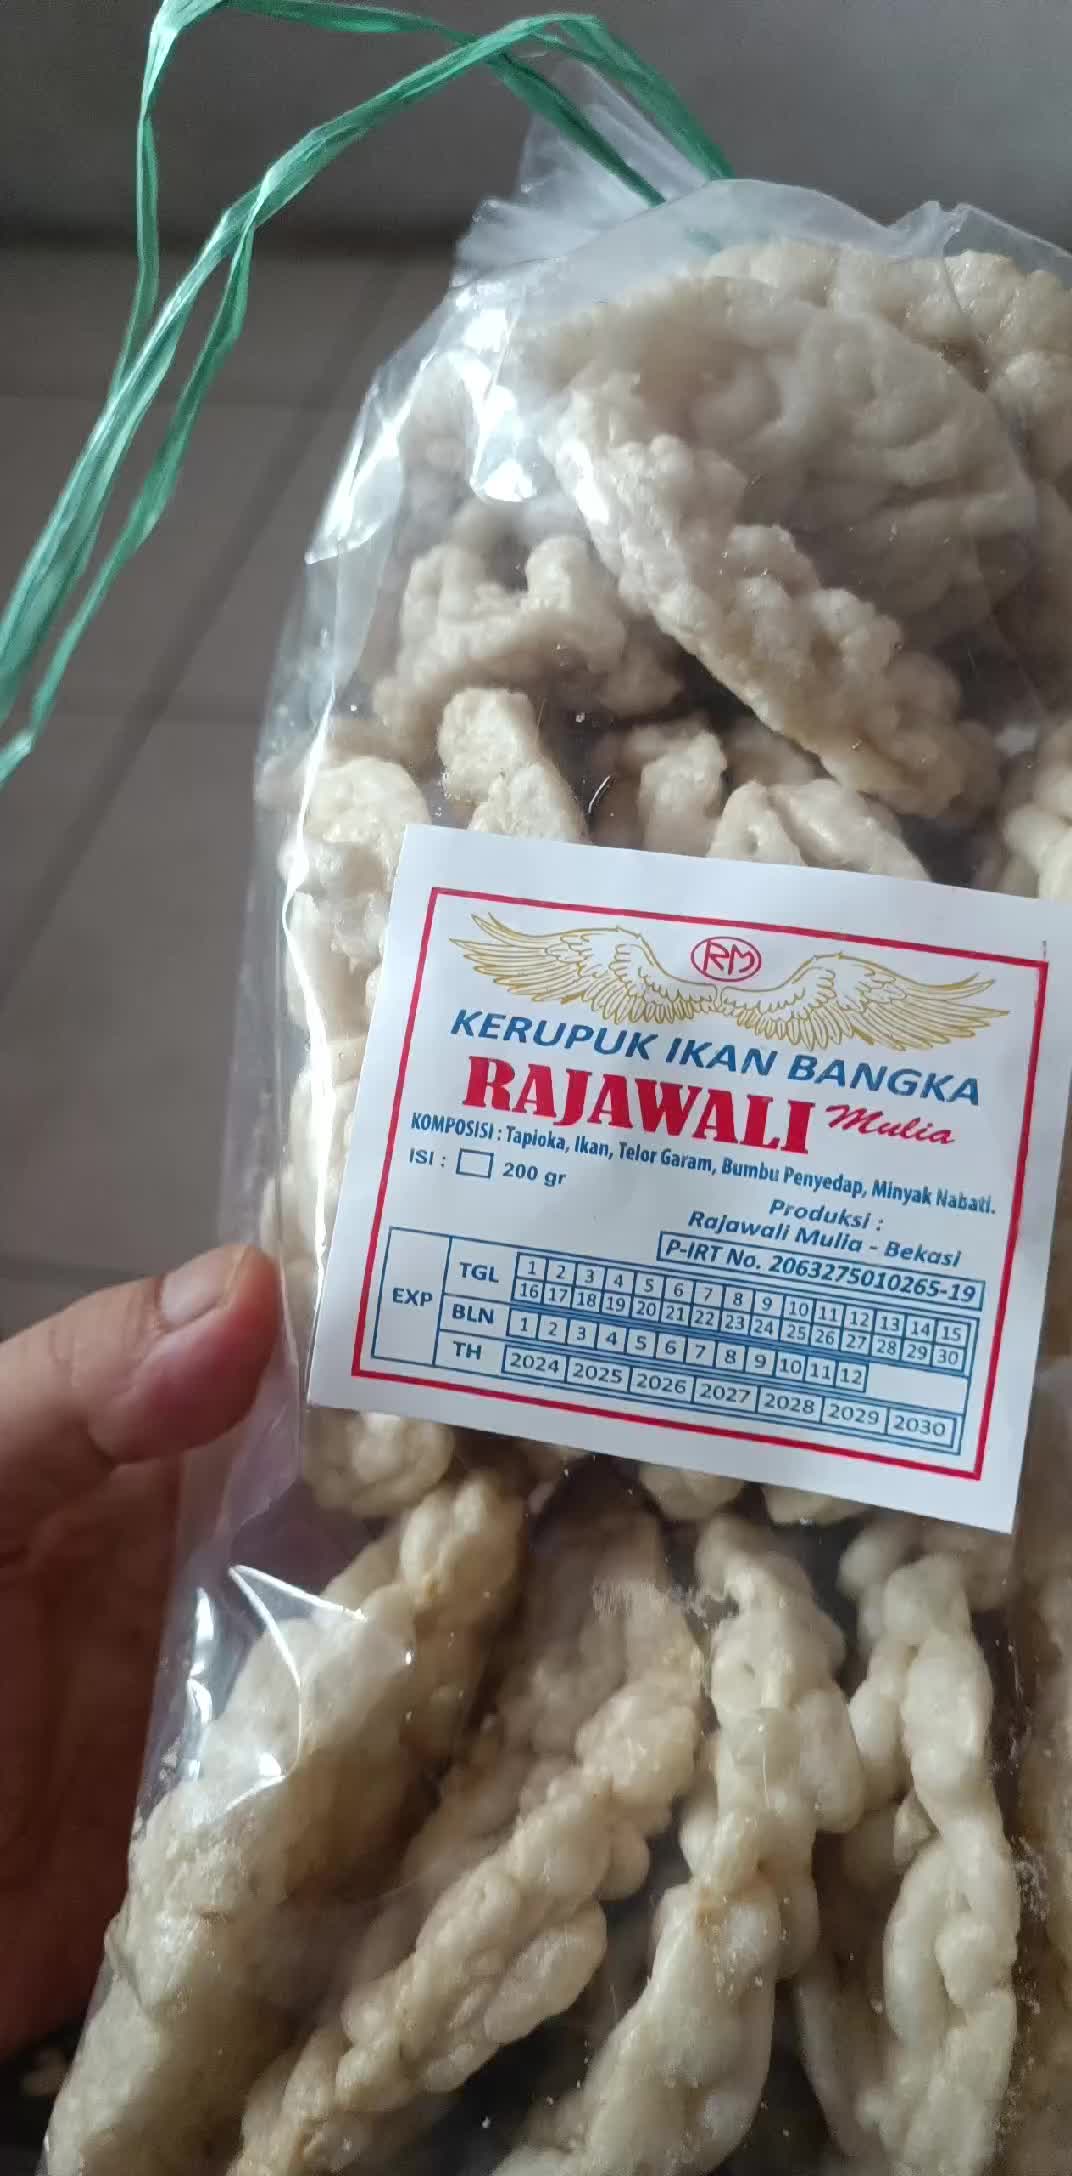 RM
KERUPUK IKAN BANGKA
RAJAWALI Mulia
KOMPOSISI : Tapioka, Ikan, Telor Garam, Bumbu Penyedap, Minyak Nabati.
ISI : 200 gr
Produksi :
Rajawali Mulia - Bekasi
P-IRT No. 2063275010265-19
EXP
TGL 1 2 3 4 5 6 7 8 9 10 11 12 13 14 15
16 17 18 19 20 21 22 23 24 25 26 27 28 29 30
BLN 1 2 3 4 5 6 7 8 9 10 11 12
TH 2024 2025 2026 2027 2028 2029 2030